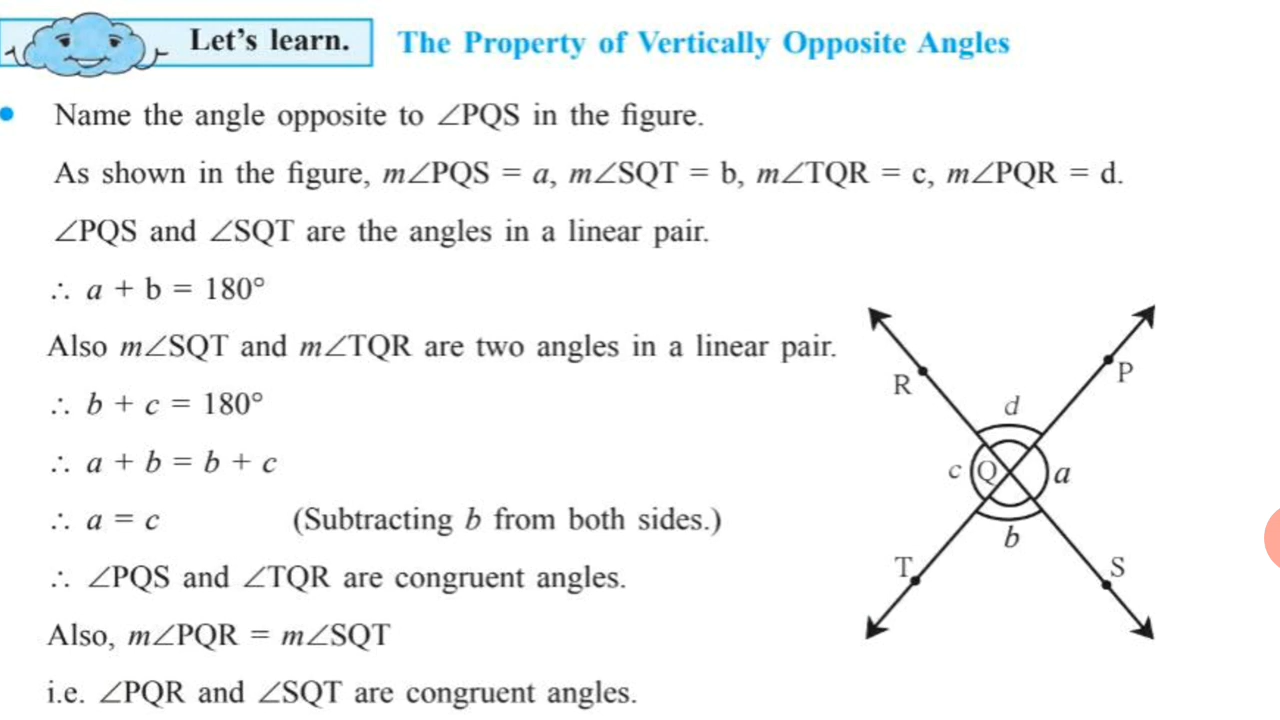 Let's learn. The Property of Vertically Opposite Angles
• Name the angle opposite to ∠PQS in the figure.
As shown in the figure, m∠PQS = a, m∠SQT = b, m∠TQR = c, m∠PQR = d.
∠PQS and ∠SQT are the angles in a linear pair.
∴ a + b = 180°
Also m∠SQT and m∠TQR are two angles in a linear pair.
∴ b + c = 180°
∴ a + b = b + c
∴ a = c (Subtracting b from both sides.)
∴ ∠PQS and ∠TQR are congruent angles.
Also, m∠PQR = m∠SQT
i.e. ∠PQR and ∠SQT are congruent angles.
R P
d
c Q a
b
T S